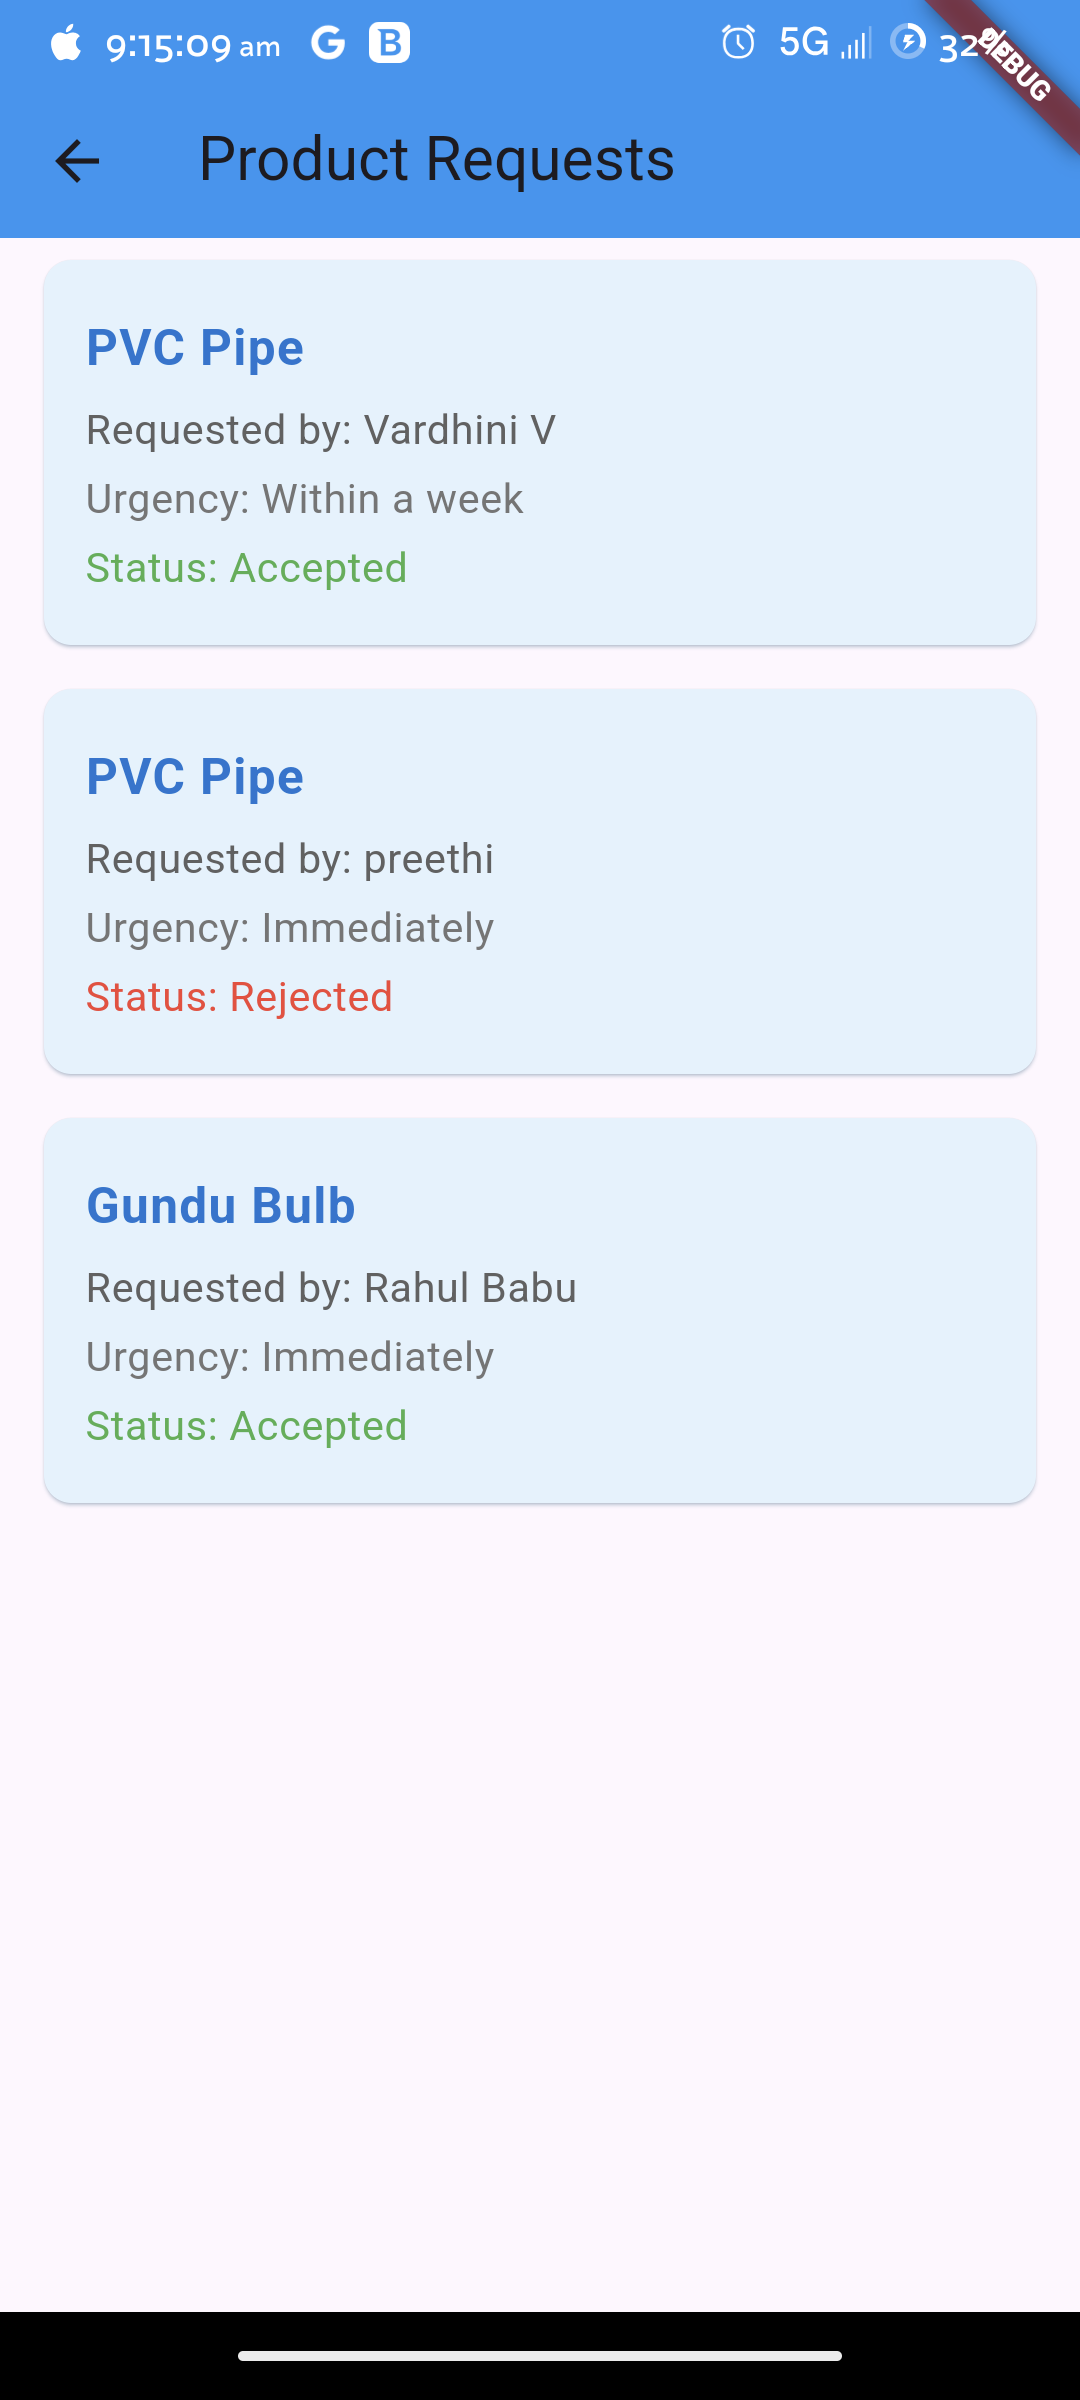 9:15:09 am G B 5G 32%
DEBUG
Product Requests
PVC Pipe
Requested by: Vardhini V
Urgency: Within a week
Status: Accepted
PVC Pipe
Requested by: preethi
Urgency: Immediately
Status: Rejected
Gundu Bulb
Requested by: Rahul Babu
Urgency: Immediately
Status: Accepted